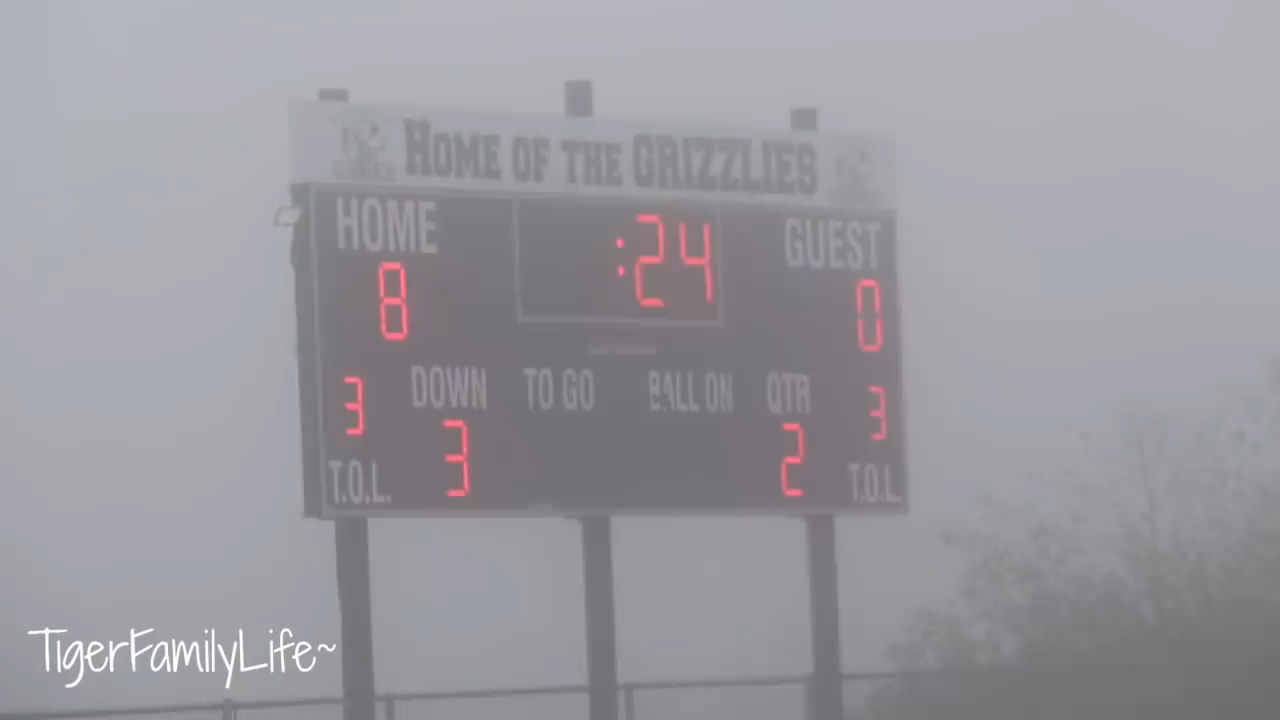 HOME OF THE GRIZZLIES
HOME :24 GUEST
8 0
DOWN TO GO BALL ON QTR
3 3 2 3
T.O.L. T.O.L.
TigerFamilyLife~